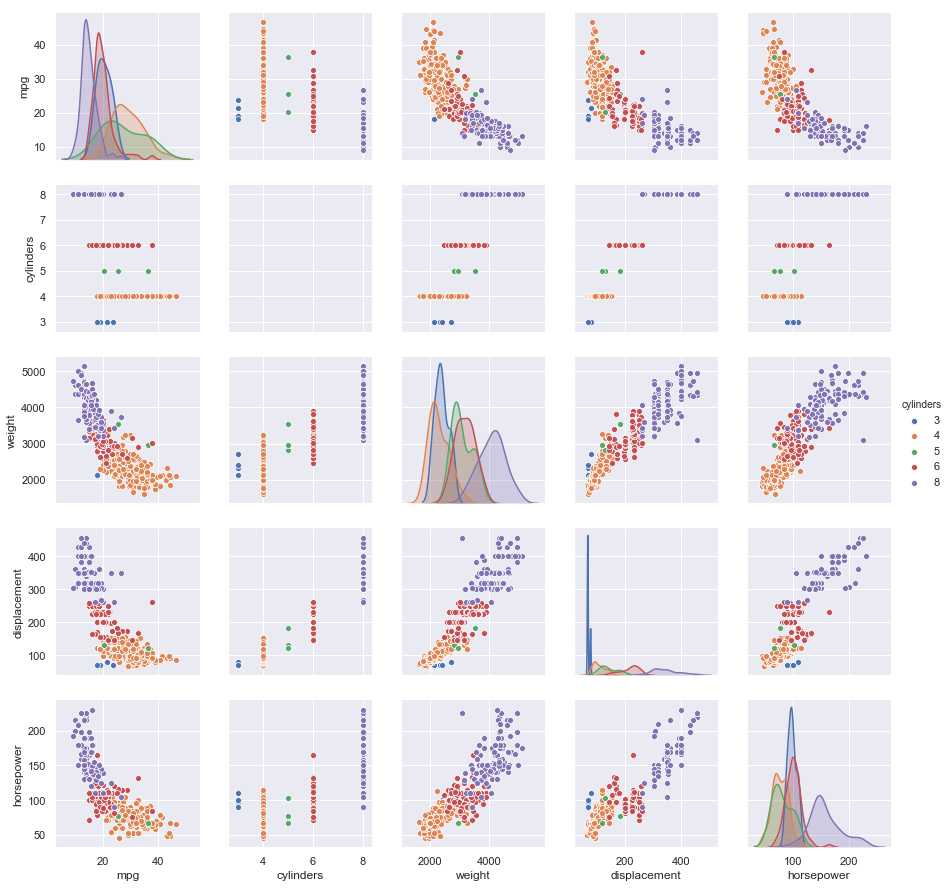 mpg
40
30
20
10
cylinders
8
7
6
5
4
3
weight
5000
4000
3000
2000
cylinders
3
4
5
6
8
displacement
400
300
200
100
horsepower
200
150
100
50
20 40
4 6 8
2000 4000
200 400
100 200
mpg
cylinders
weight
displacement
horsepower